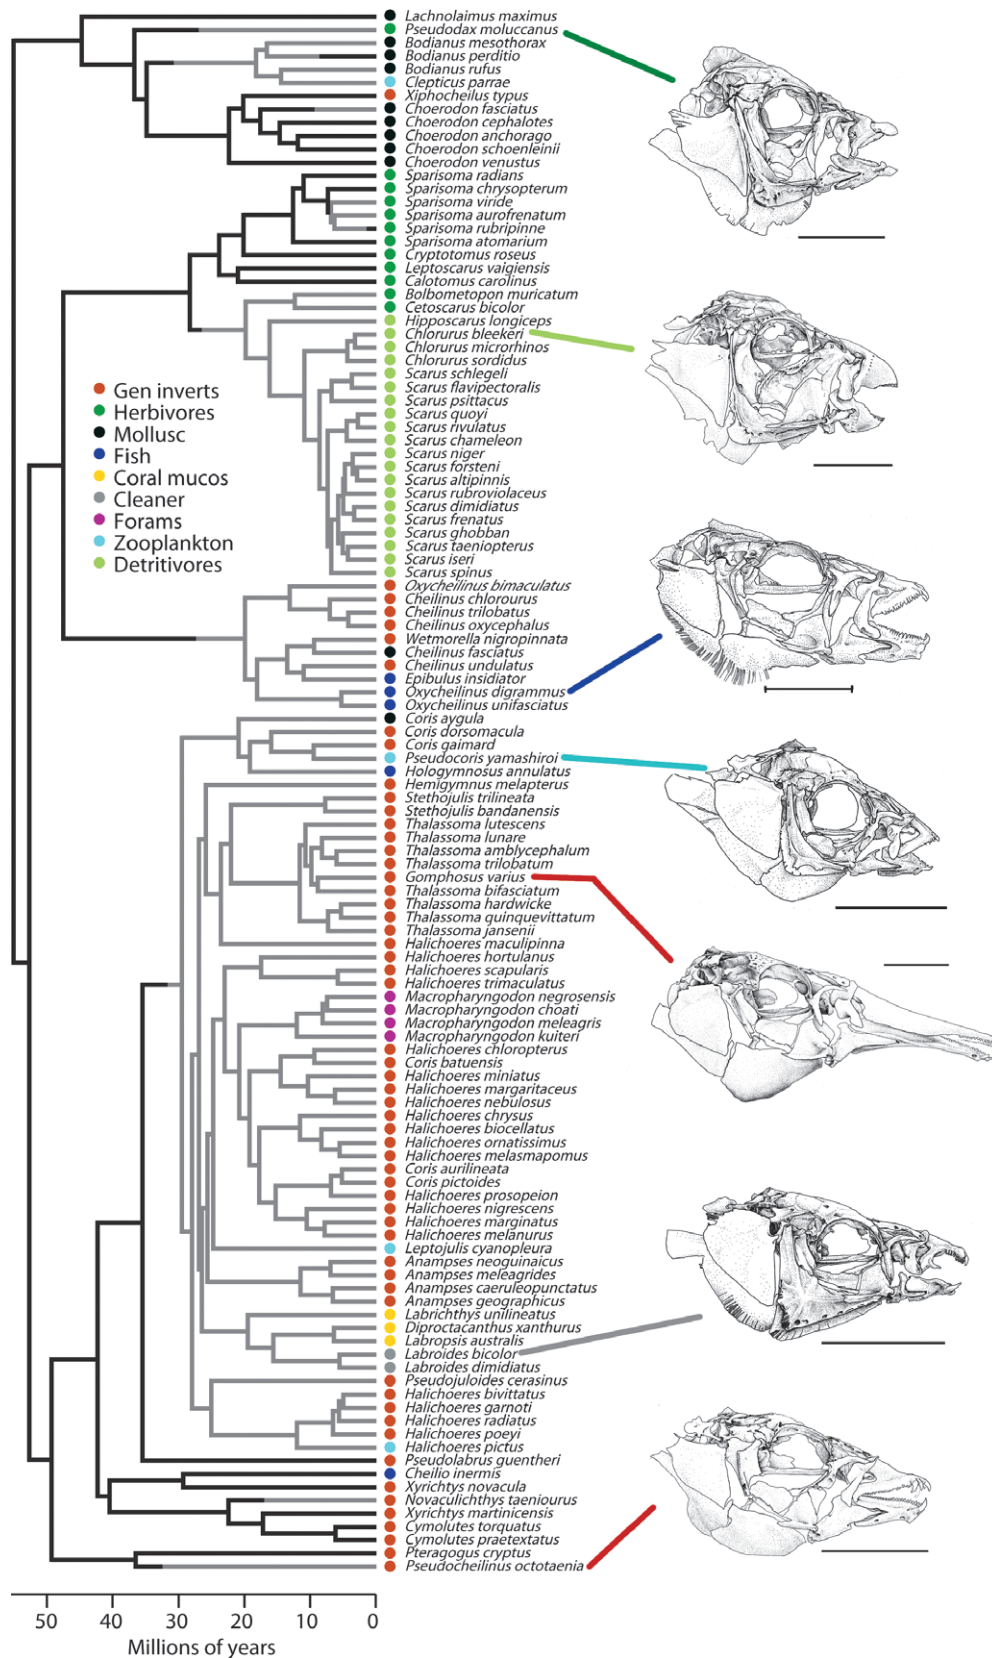 Lachnolaimus maximus
Pseudodax moluccanus
Bodianus mesothorax
Bodianus perditio
Bodianus rufus
Clepticus parrae
Xiphocheilus typus
Choerodon fasciatus
Choerodon cephalotes
Choerodon anchorago
Choerodon schoenleinii
Choerodon venustus
Sparisoma radians
Sparisoma chrysopterum
Sparisoma viride
Sparisoma aurofrenatum
Sparisoma rubripinne
Sparisoma atomarium
Cryptotomus roseus
Leptoscarus vaigiensis
Calotomus carolinus
Bolbometopon muricatum
Cetoscarus bicolor
Hipposcarus longiceps
Chlorurus bleekeri
Chlorurus microrhinos
Chlorurus sordidus
Scarus schlegeli
Scarus flavipectoralis
Scarus psittacus
Scarus quoyi
Scarus rivulatus
Scarus chameleon
Scarus niger
Scarus forsteni
Scarus altipinnis
Scarus rubroviolaceus
Scarus dimidiatus
Scarus frenatus
Scarus ghobban
Scarus taeniopterus
Scarus iseri
Scarus spinus
Oxycheilinus bimaculatus
Cheilinus chlorourus
Cheilinus trilobatus
Cheilinus oxycephalus
Wetmorella nigropinnata
Cheilinus fasciatus
Cheilinus undulatus
Epibulus insidiator
Oxycheilinus digrammus
Oxycheilinus unifasciatus
Coris aygula
Coris dorsomacula
Coris gaimard
Pseudocoris yamashiroi
Hologymnosus annulatus
Hemigymnus melapterus
Stethojulis trilineata
Stethojulis bandanensis
Thalassoma lutescens
Thalassoma lunare
Thalassoma amblycephalum
Thalassoma trilobatum
Gomphosus varius
Thalassoma bifasciatum
Thalassoma hardwicke
Thalassoma quinquevittatum
Thalassoma jansenii
Halichoeres maculipinna
Halichoeres hortulanus
Halichoeres scapularis
Halichoeres trimaculatus
Macropharyngodon negrosensis
Macropharyngodon choati
Macropharyngodon meleagris
Macropharyngodon kuiteri
Halichoeres chloropterus
Coris batuensis
Halichoeres miniatus
Halichoeres margaritaceus
Halichoeres nebulosus
Halichoeres chrysus
Halichoeres biocellatus
Halichoeres ornatissimus
Halichoeres melasmapomus
Coris aurilineata
Coris pictoides
Halichoeres prosopeion
Halichoeres nigrescens
Halichoeres marginatus
Halichoeres melanurus
Leptojulis cyanopleura
Anampses neoguinaicus
Anampses meleagrides
Anampses caeruleopunctatus
Anampses geographicus
Labrichthys unilineatus
Diproctacanthus xanthurus
Labropsis australis
Labroides bicolor
Labroides dimidiatus
Pseudojuloides cerasinus
Halichoeres bivittatus
Halichoeres garnoti
Halichoeres radiatus
Halichoeres poeyi
Halichoeres pictus
Pseudolabrus guentheri
Cheilio inermis
Xyrichtys novacula
Novaculichthys taeniourus
Xyrichtys martinicensis
Cymolutes torquatus
Cymolutes praetextatus
Pteragogus cryptus
Pseudocheilinus octotaenia
Gen inverts
Herbivores
Mollusc
Fish
Coral mucos
Cleaner
Forams
Zooplankton
Detritivores
50 40 30 20 10 0
Millions of years